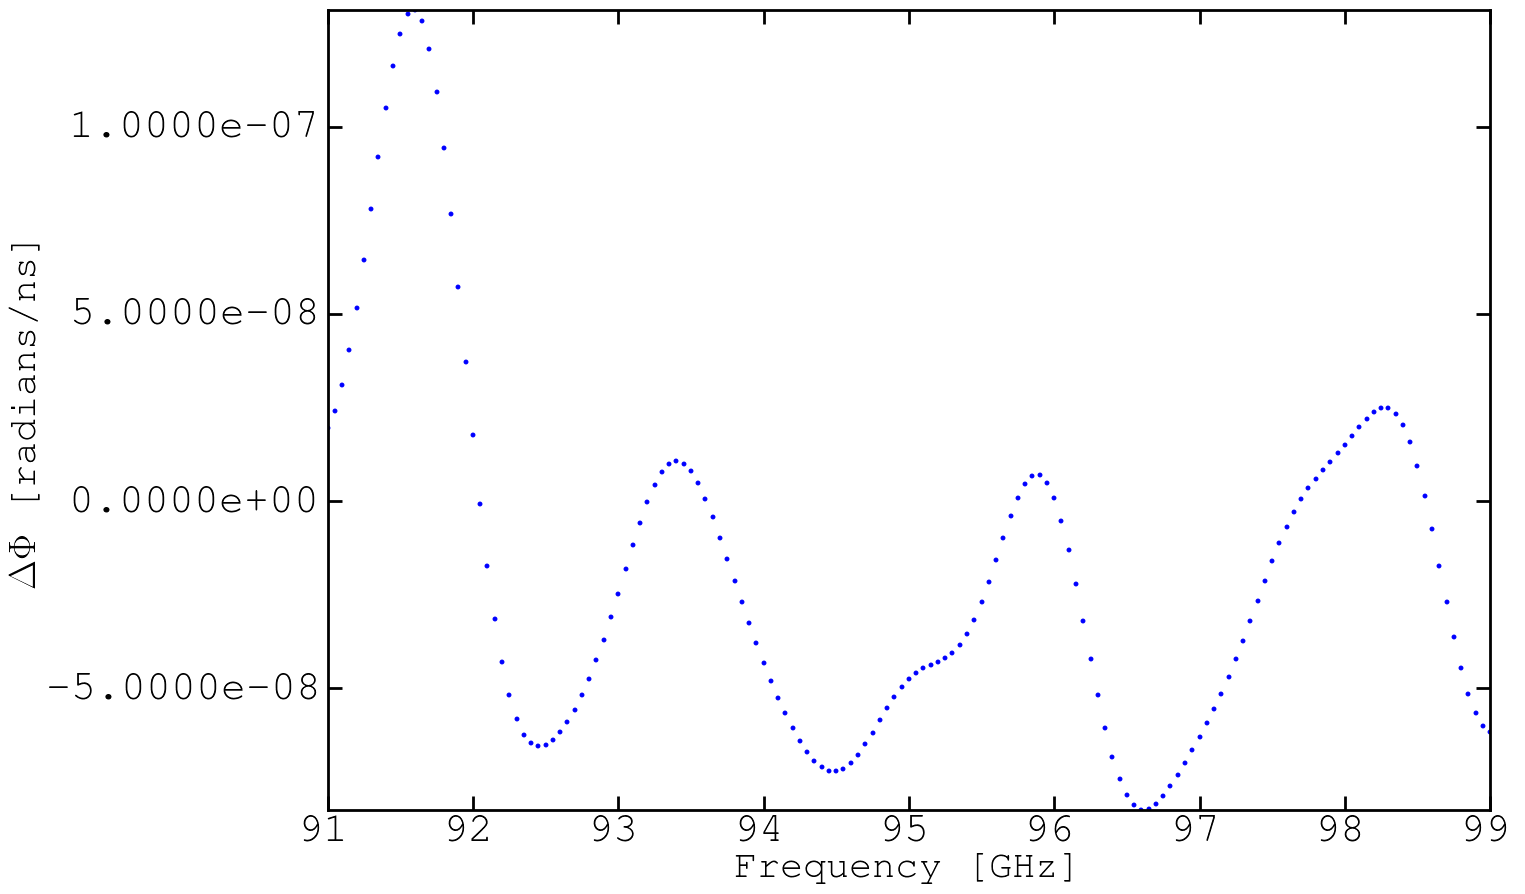 ΔΦ [radians/ns]
1.0000e−07
5.0000e−08
0.0000e+00
−5.0000e−08
91 92 93 94 95 96 97 98 99
Frequency [GHz]